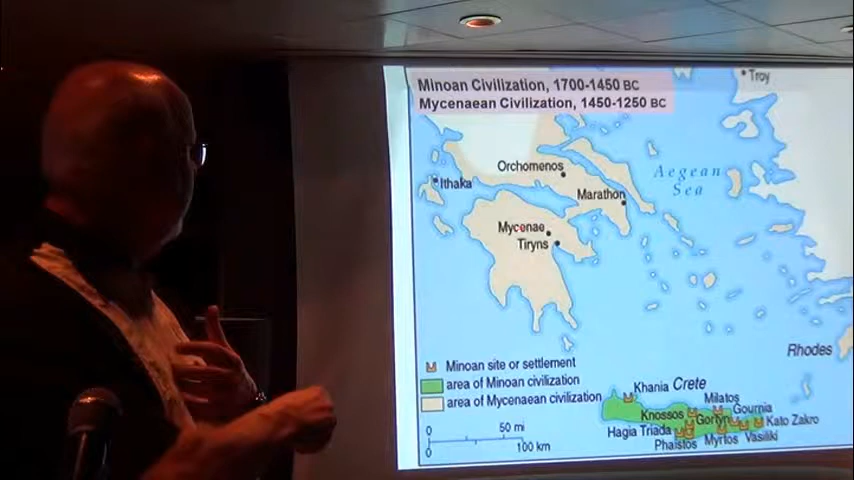 Minoan Civilization, 1700-1450 BC
Mycenaean Civilization, 1450-1250 BC
Troy
Orchomenos
Aegean
Sea
Ithaka
Marathon
Mycenae
Tiryns
Rhodes
Minoan site or settlement
area of Minoan civilization
area of Mycenaean civilization
Khania
Crete
Milatos
Knossos
Gortyn
Gournia
Kato Zakro
Hagia Triada
Phaistos
Myrtos
Vasiliki
0
50 mi
0
100 km